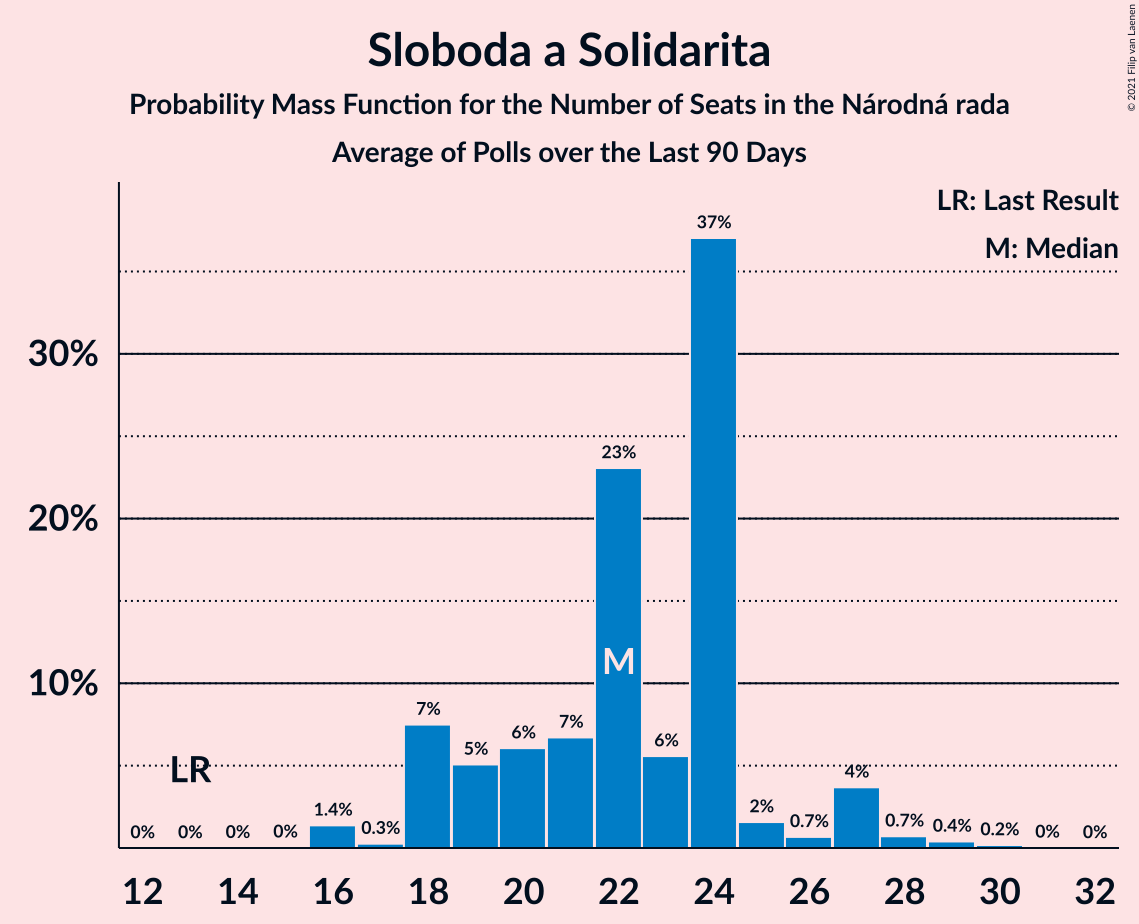 Sloboda a Solidarita
Probability Mass Function for the Number of Seats in the Národná rada
Average of Polls over the Last 90 Days
© 2021 Filip van Laenen
LR: Last Result
M: Median
30%
20%
10%
0% 0% 0% 0% 1.4% 0.3% 7% 5% 6% 7% 23% 6% 37% 2% 0.7% 4% 0.7% 0.4% 0.2% 0% 0%
LR
M
12 14 16 18 20 22 24 26 28 30 32